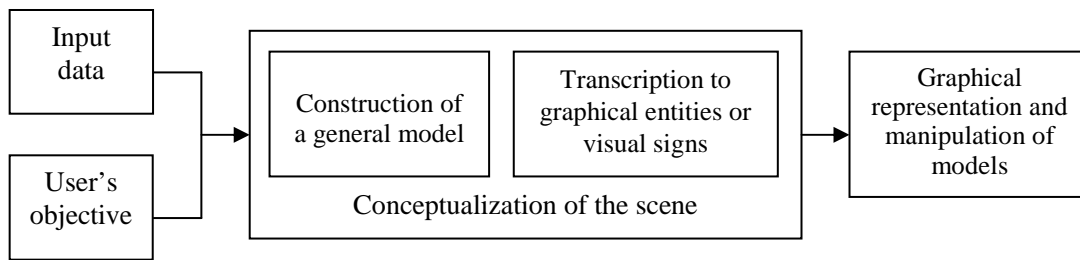 Input
data
User’s
objective
Construction of
a general model
Transcription to
graphical entities or
visual signs
Conceptualization of the scene
Graphical
representation and
manipulation of
models